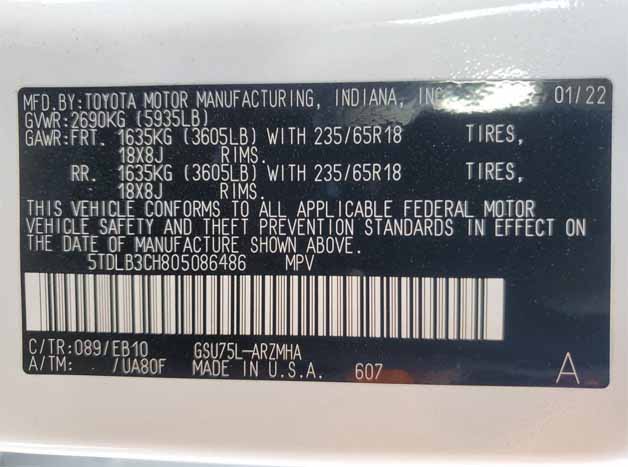 MFD.BY:TOYOTA MOTOR MANUFACTURING, INDIANA, INC 01/22
GVWR:2690KG (5935LB)
GAWR:FRT. 1635KG (3605LB) WITH 235/65R18 TIRES,
18X8J RIMS.
RR. 1635KG (3605LB) WITH 235/65R18 TIRES,
18X8J RIMS.
THIS VEHICLE CONFORMS TO ALL APPLICABLE FEDERAL MOTOR
VEHICLE SAFETY AND THEFT PREVENTION STANDARDS IN EFFECT ON
THE DATE OF MANUFACTURE SHOWN ABOVE.
5TDLB3CH805086486 MPV
C/TR:089/EB10 GSU75L-ARZMHA
A/TM: /UA80F MADE IN U.S.A. 607 A